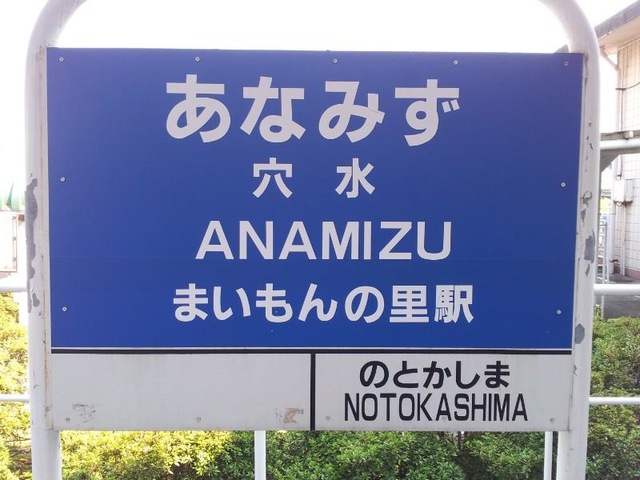 あなみず
穴 水
ANAMIZU
まいもんの里駅
のとかしま
NOTOKASHIMA